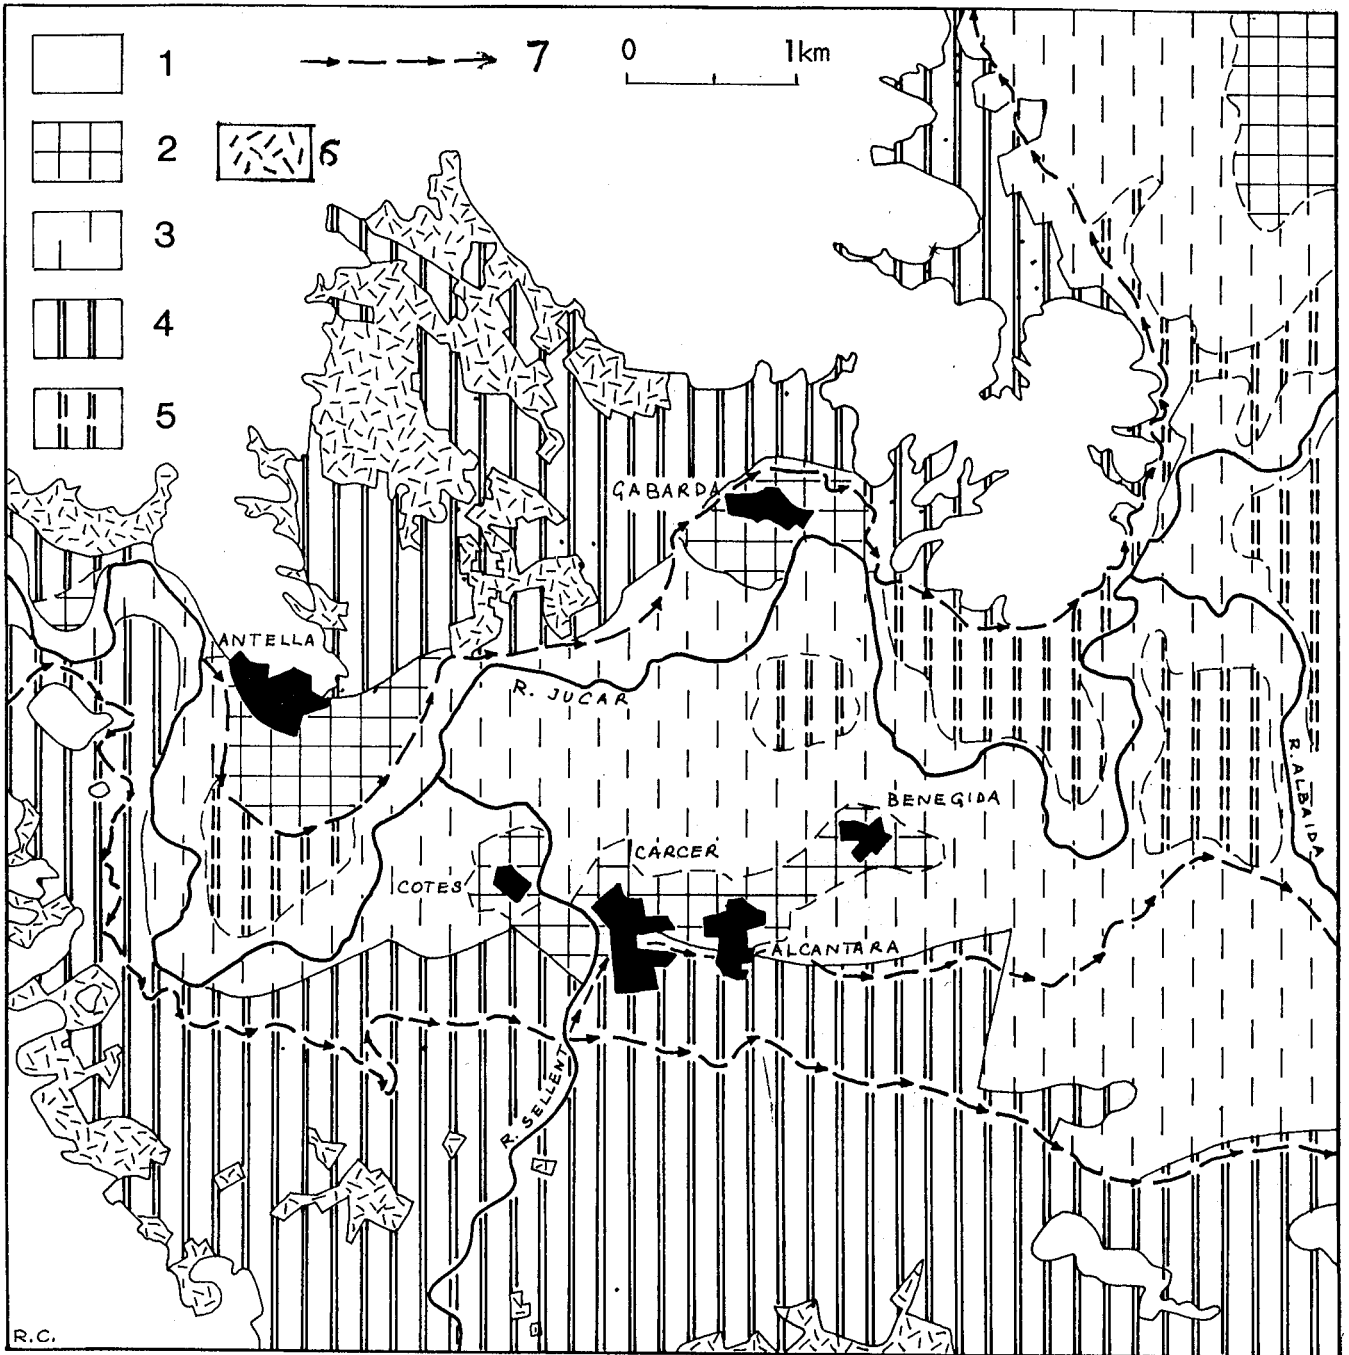 1
7
0 1km
2
6
3
4
5
GABARDA
ANTELLA
R. JUCAR
BENEGIDA
R. ALBAIDA
CARCER
COTES
ALCANTARA
R. SELLENT
R.C.